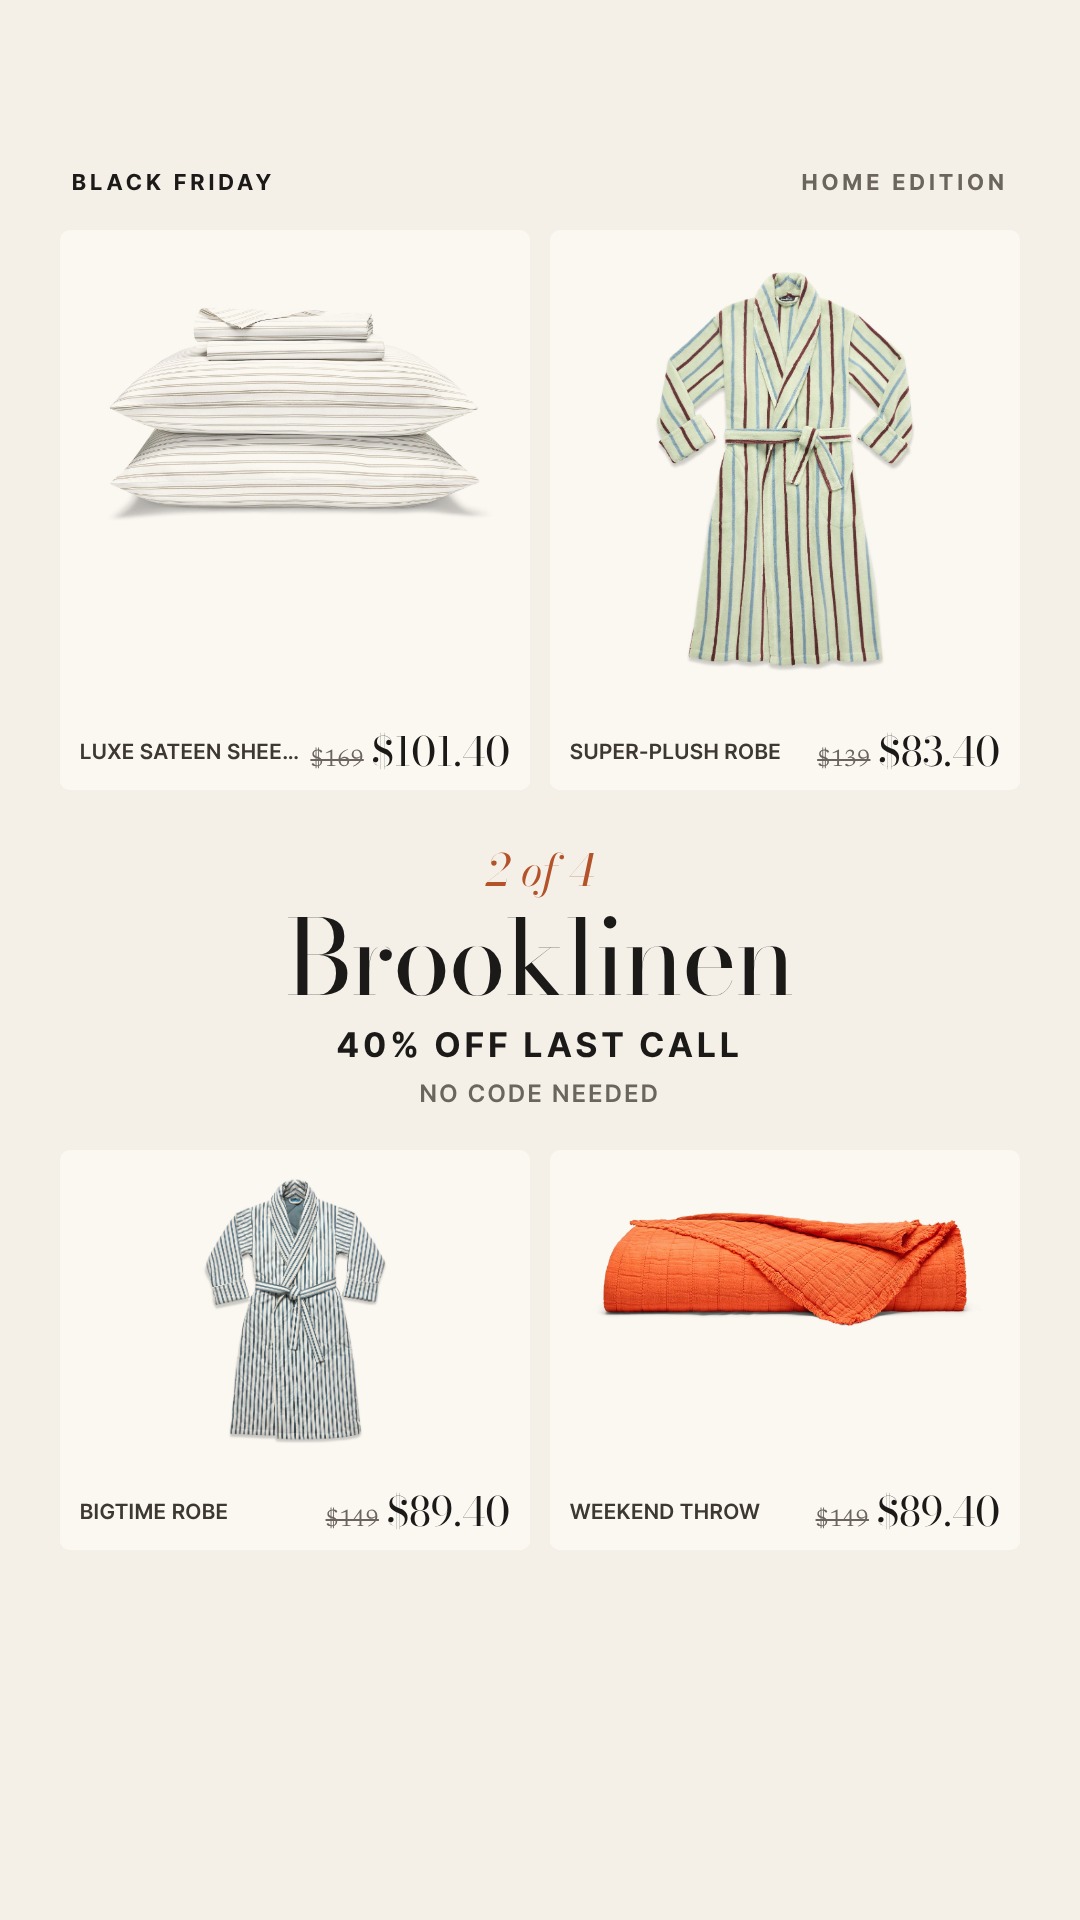 BLACK FRIDAY
HOME EDITION
LUXE SATEEN SHEE... $169 $101.40
SUPER-PLUSH ROBE $139 $83.40
2 of 4
Brooklinen
40% OFF LAST CALL
NO CODE NEEDED
BIGTIME ROBE $149 $89.40
WEEKEND THROW $149 $89.40